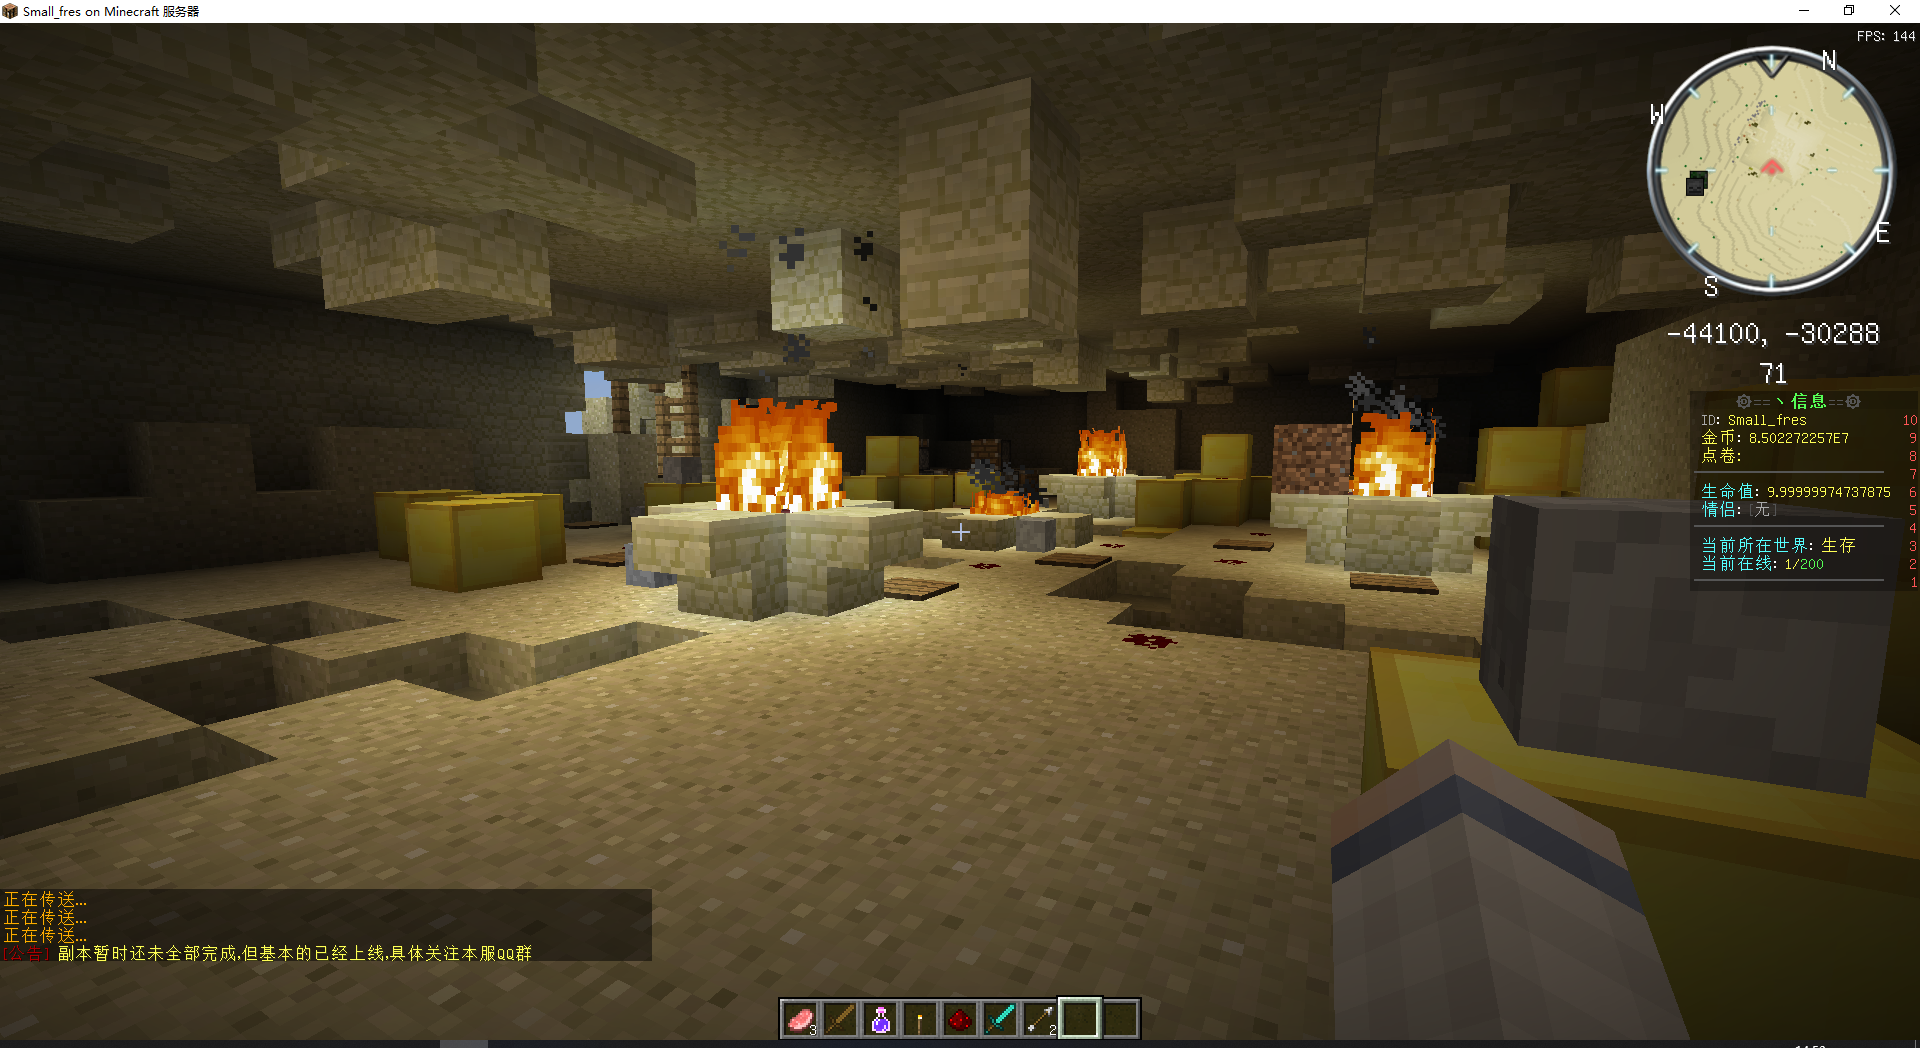 Small_fres on Minecraft 服务器
FPS: 144
N
W
E
S
-44100, -30288
71
==丶信息==
ID: Small_fres 10
金币: 8.502272257E7 9
点卷: 8
7
生命值: 9.99999974737875 6
情侣: [无] 5
4
当前所在世界: 生存 3
当前在线: 1/200 2
1
正在传送...
正在传送...
正在传送...
[公告] 副本暂时还未全部完成,但基本的已经上线,具体关注本服QQ群
3
2